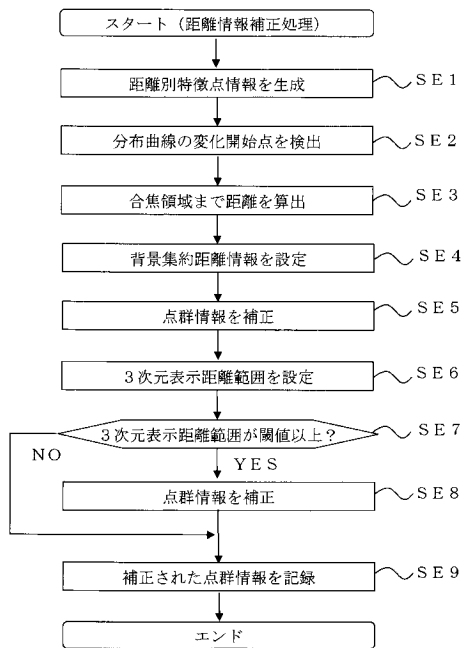 スタート（距離情報補正処理）
距離別特徴点情報を生成
SE1
分布曲線の変化開始点を検出
SE2
合焦領域まで距離を算出
SE3
背景集約距離情報を設定
SE4
点群情報を補正
SE5
3次元表示距離範囲を設定
SE6
3次元表示距離範囲が閾値以上？
SE7
NO
YES
点群情報を補正
SE8
補正された点群情報を記録
SE9
エンド